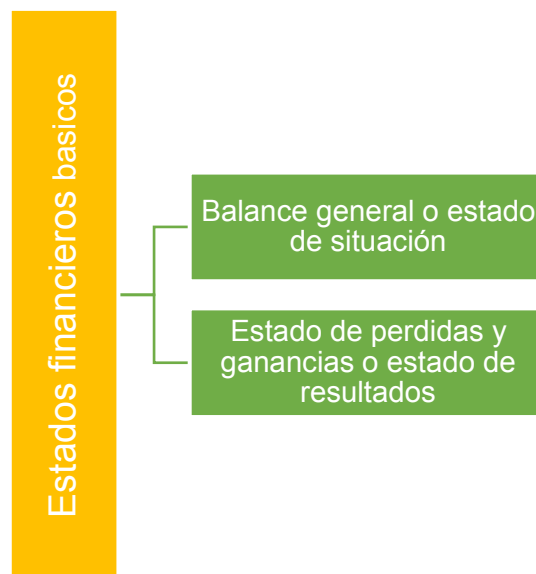 Estados financieros basicos
Balance general o estado
de situación
Estado de perdidas y
ganancias o estado de
resultados